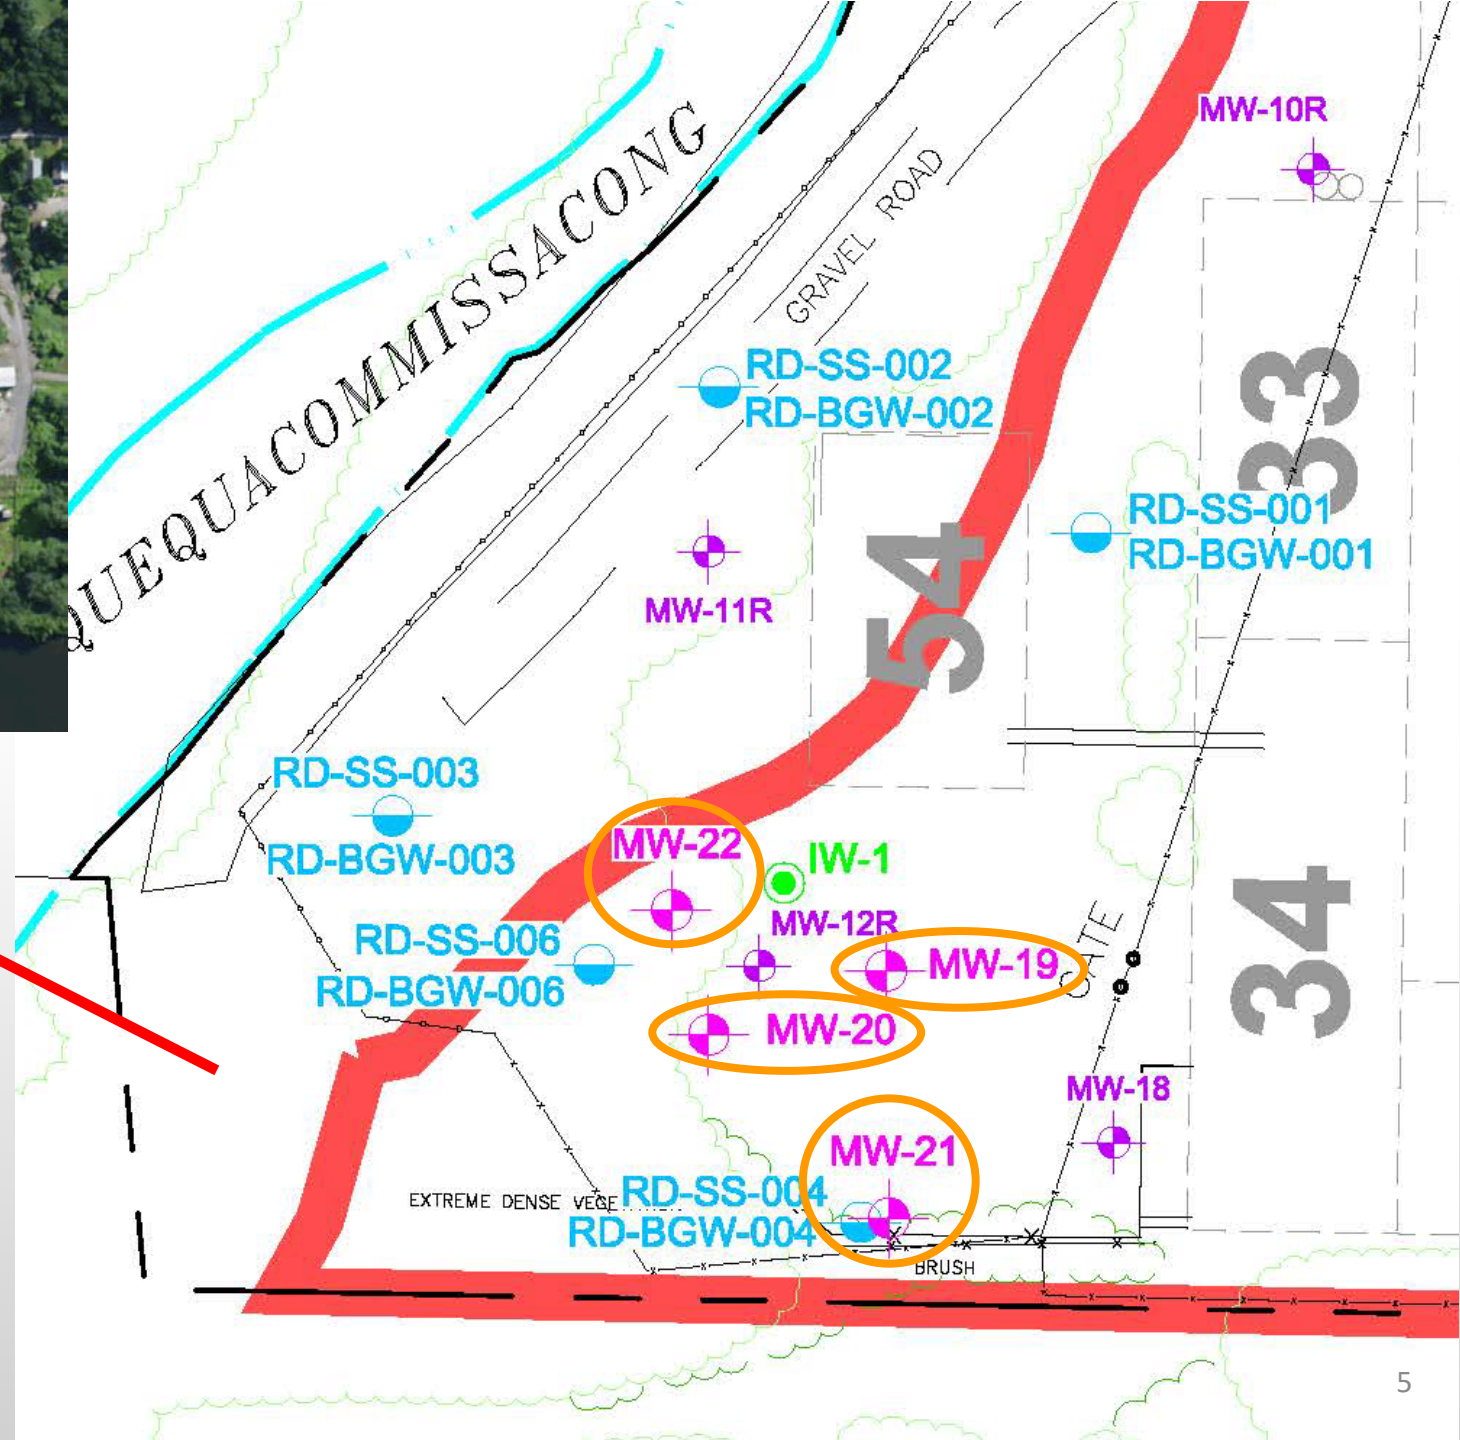 MW-10R
QUEQUACOMMISSACONG
GRAVEL ROAD
RD-SS-002
RD-BGW-002
33
RD-SS-001
RD-BGW-001
54
MW-11R
RD-SS-003
RD-BGW-003
MW-22
IW-1
MW-12R
RD-SS-006
RD-BGW-006
MW-19
GATE
34
MW-20
MW-18
MW-21
EXTREME DENSE VEGE
RD-SS-004
RD-BGW-004
BRUSH
5